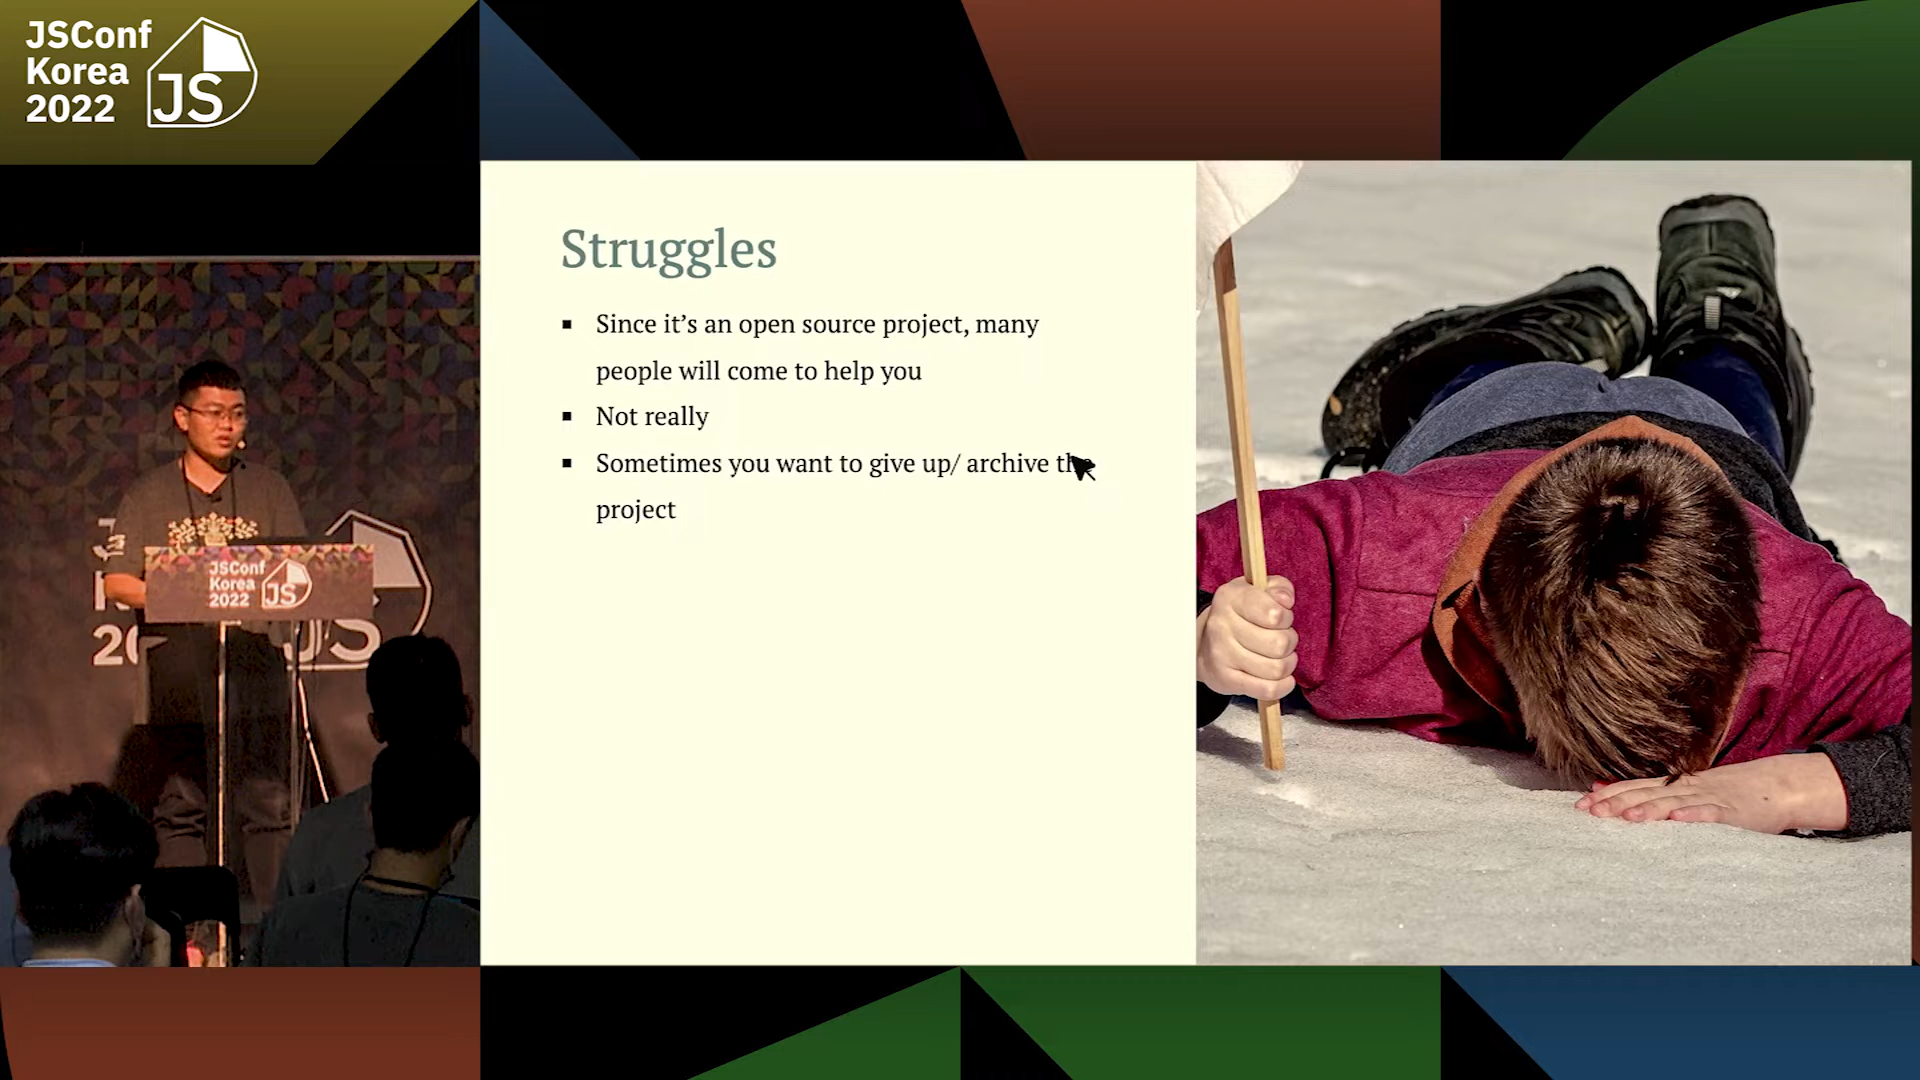 JSConf
Korea
2022
JS
Struggles
Since it’s an open source project, many
people will come to help you
Not really
Sometimes you want to give up/ archive the
project
JSConf
Korea
2022
JS
JS